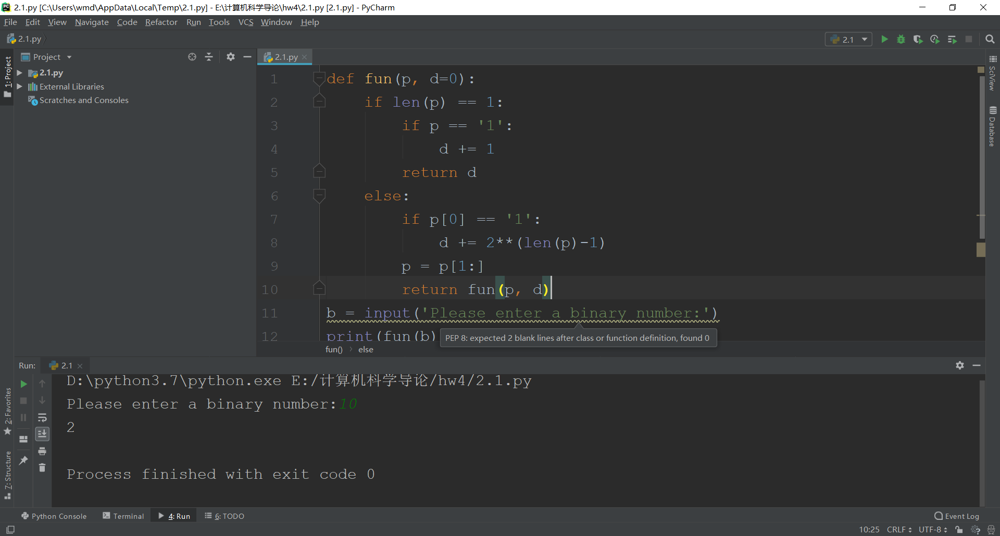 2.1.py [C:\Users\wmd\AppData\Local\Temp\2.1.py] - E:\计算机科学导论\hw4\2.1.py [2.1.py] - PyCharm
File Edit View Navigate Code Refactor Run Tools VCS Window Help
2.1.py
2.1
Project
2.1.py
External Libraries
Scratches and Consoles
1: Project
2: Favorites
7: Structure
SciView
Database
2.1.py
1 def fun(p, d=0):
2     if len(p) == 1:
3         if p == '1':
4             d += 1
5         return d
6     else:
7         if p[0] == '1':
8             d += 2**(len(p)-1)
9         p = p[1:]
10         return fun(p, d)
11 b = input('Please enter a binary number:')
12 print(fun(b)
PEP 8: expected 2 blank lines after class or function definition, found 0
fun() › else
Run: 2.1
D:\python3.7\python.exe E:/计算机科学导论/hw4/2.1.py
Please enter a binary number:10
2
Process finished with exit code 0
Python Console Terminal 4: Run 6: TODO Event Log
10:25 CRLF UTF-8